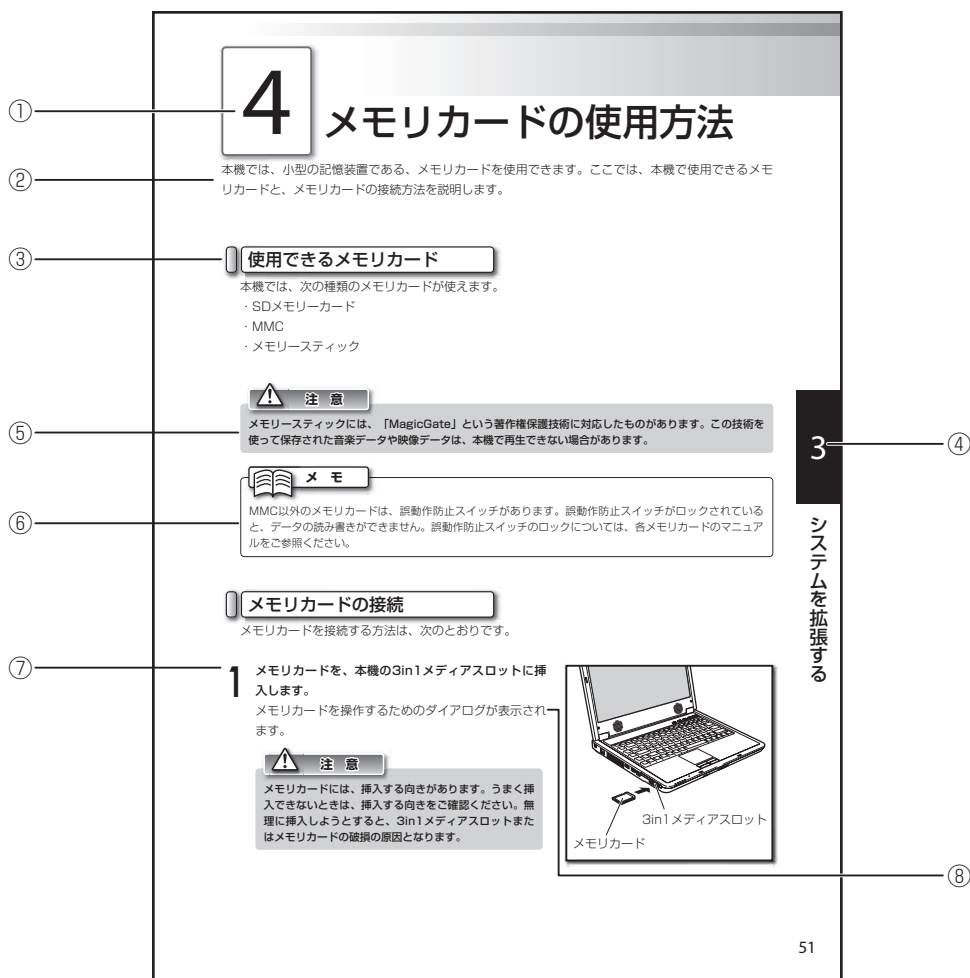 4
メモリカードの使用方法
本機では、小型の記憶装置である、メモリカードを使用できます。ここでは、本機で使用できるメモ
リカードと、メモリカードの接続方法を説明します。
使用できるメモリカード
本機では、次の種類のメモリカードが使えます。
・SDメモリーカード
・MMC
・メモリースティック
注 意
メモリースティックには、「MagicGate」という著作権保護技術に対応したものがあります。この技術を
使って保存された音楽データや映像データは、本機で再生できない場合があります。
メ モ
MMC以外のメモリカードは、誤動作防止スイッチがあります。誤動作防止スイッチがロックされている
と、データの読み書きができません。誤動作防止スイッチのロックについては、各メモリカードのマニュア
ルをご参照ください。
メモリカードの接続
メモリカードを接続する方法は、次のとおりです。
1
メモリカードを、本機の3in1メディアスロットに挿
入します。
メモリカードを操作するためのダイアログが表示され
ます。
注 意
メモリカードには、挿入する向きがあります。うまく挿
入できないときは、挿入する向きをご確認ください。無
理に挿入しようとすると、3in1メディアスロットまた
はメモリカードの破損の原因となります。
3in1メディアスロット
メモリカード
3
システムを拡張する
51
①
②
③
④
⑤
⑥
⑦
⑧